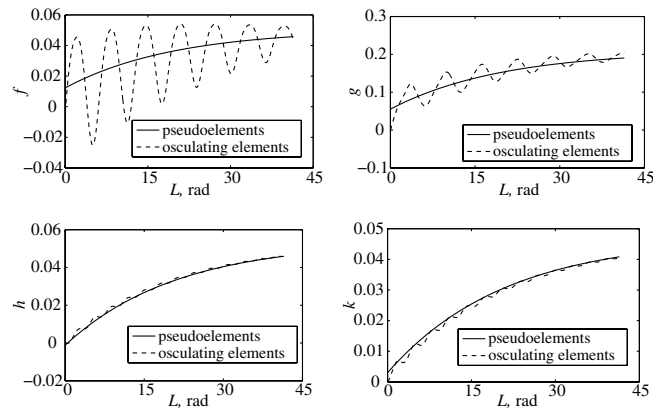 0.06
0.04
0.02
0
−0.02
−0.04
f
pseudoelements
osculating elements
0
15
30
45
L, rad
0.3
0.2
0.1
0
−0.1
g
pseudoelements
osculating elements
0
15
30
45
L, rad
0.06
0.04
0.02
0
−0.02
h
pseudoelements
osculating elements
0
15
30
45
L, rad
0.05
0.04
0.03
0.02
0.01
0
k
pseudoelements
osculating elements
0
15
30
45
L, rad